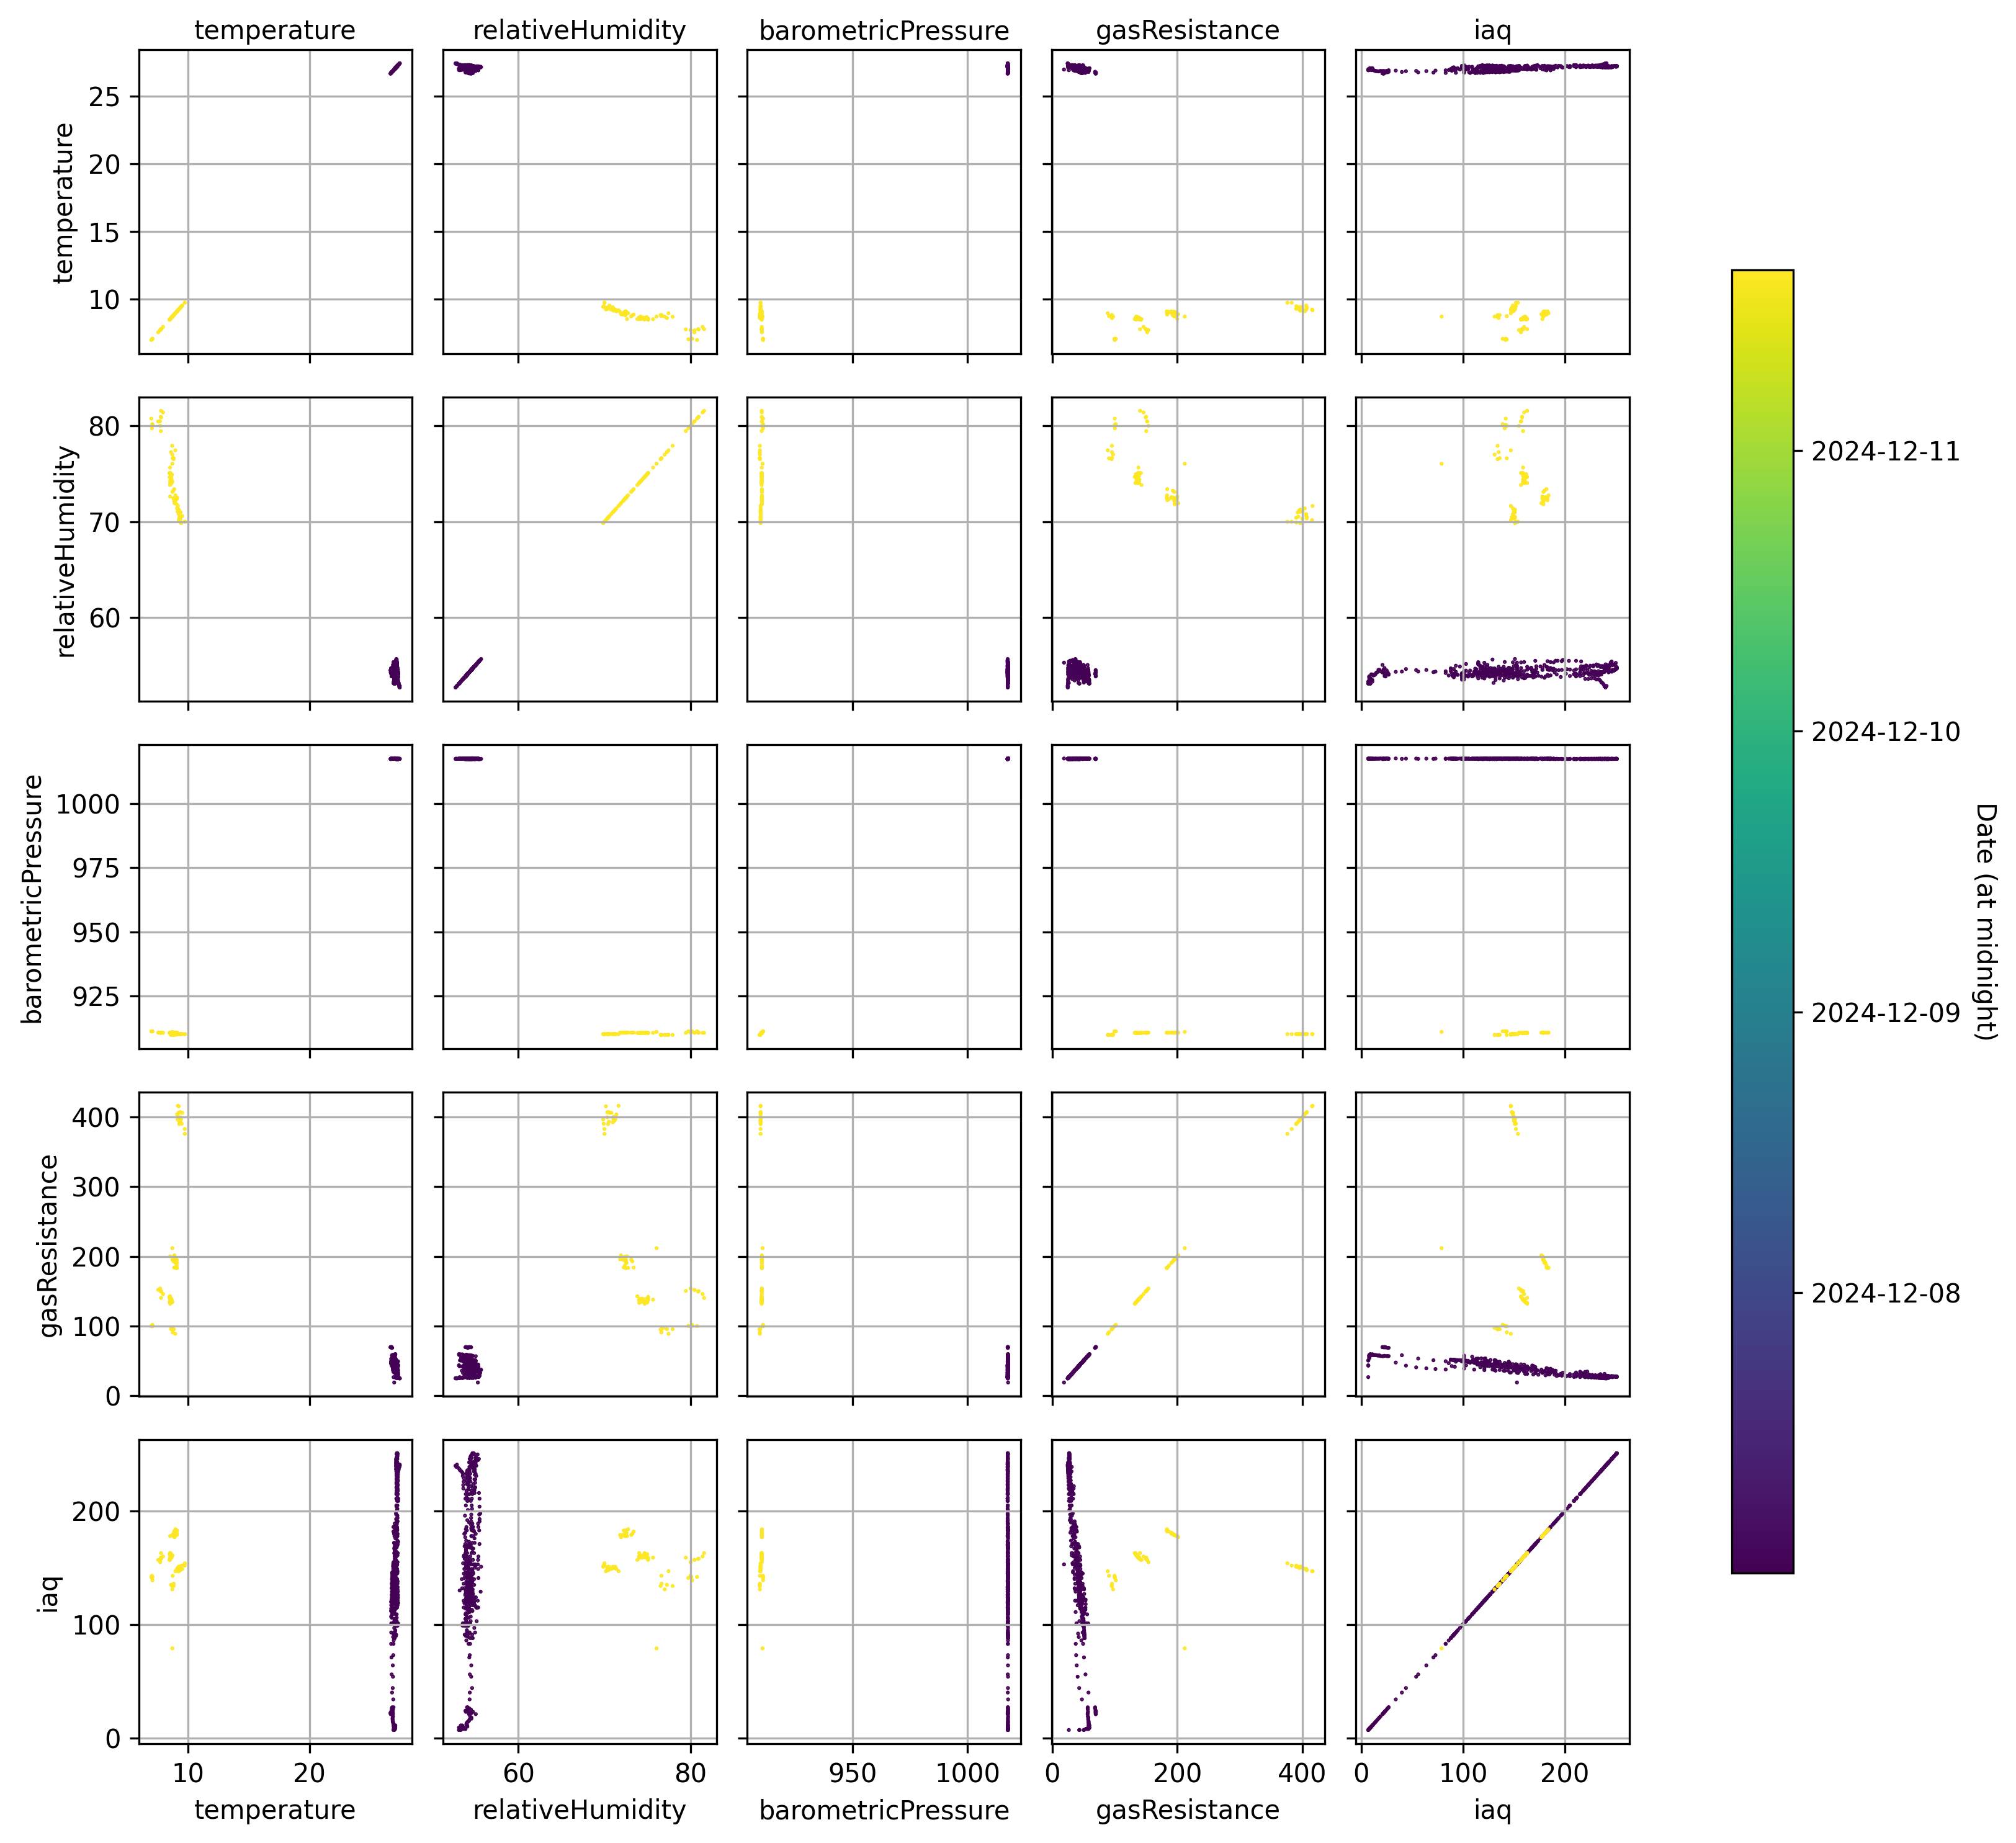 temperature relativeHumidity barometricPressure gasResistance iaq
temperature
25
20
15
10
relativeHumidity
80
70
60
barometricPressure
1000
975
950
925
gasResistance
400
300
200
100
0
iaq
200
100
0
10 20 60 80 950 1000 0 200 400 0 100 200
temperature relativeHumidity barometricPressure gasResistance iaq
2024-12-11
2024-12-10
2024-12-09
2024-12-08
Date (at midnight)